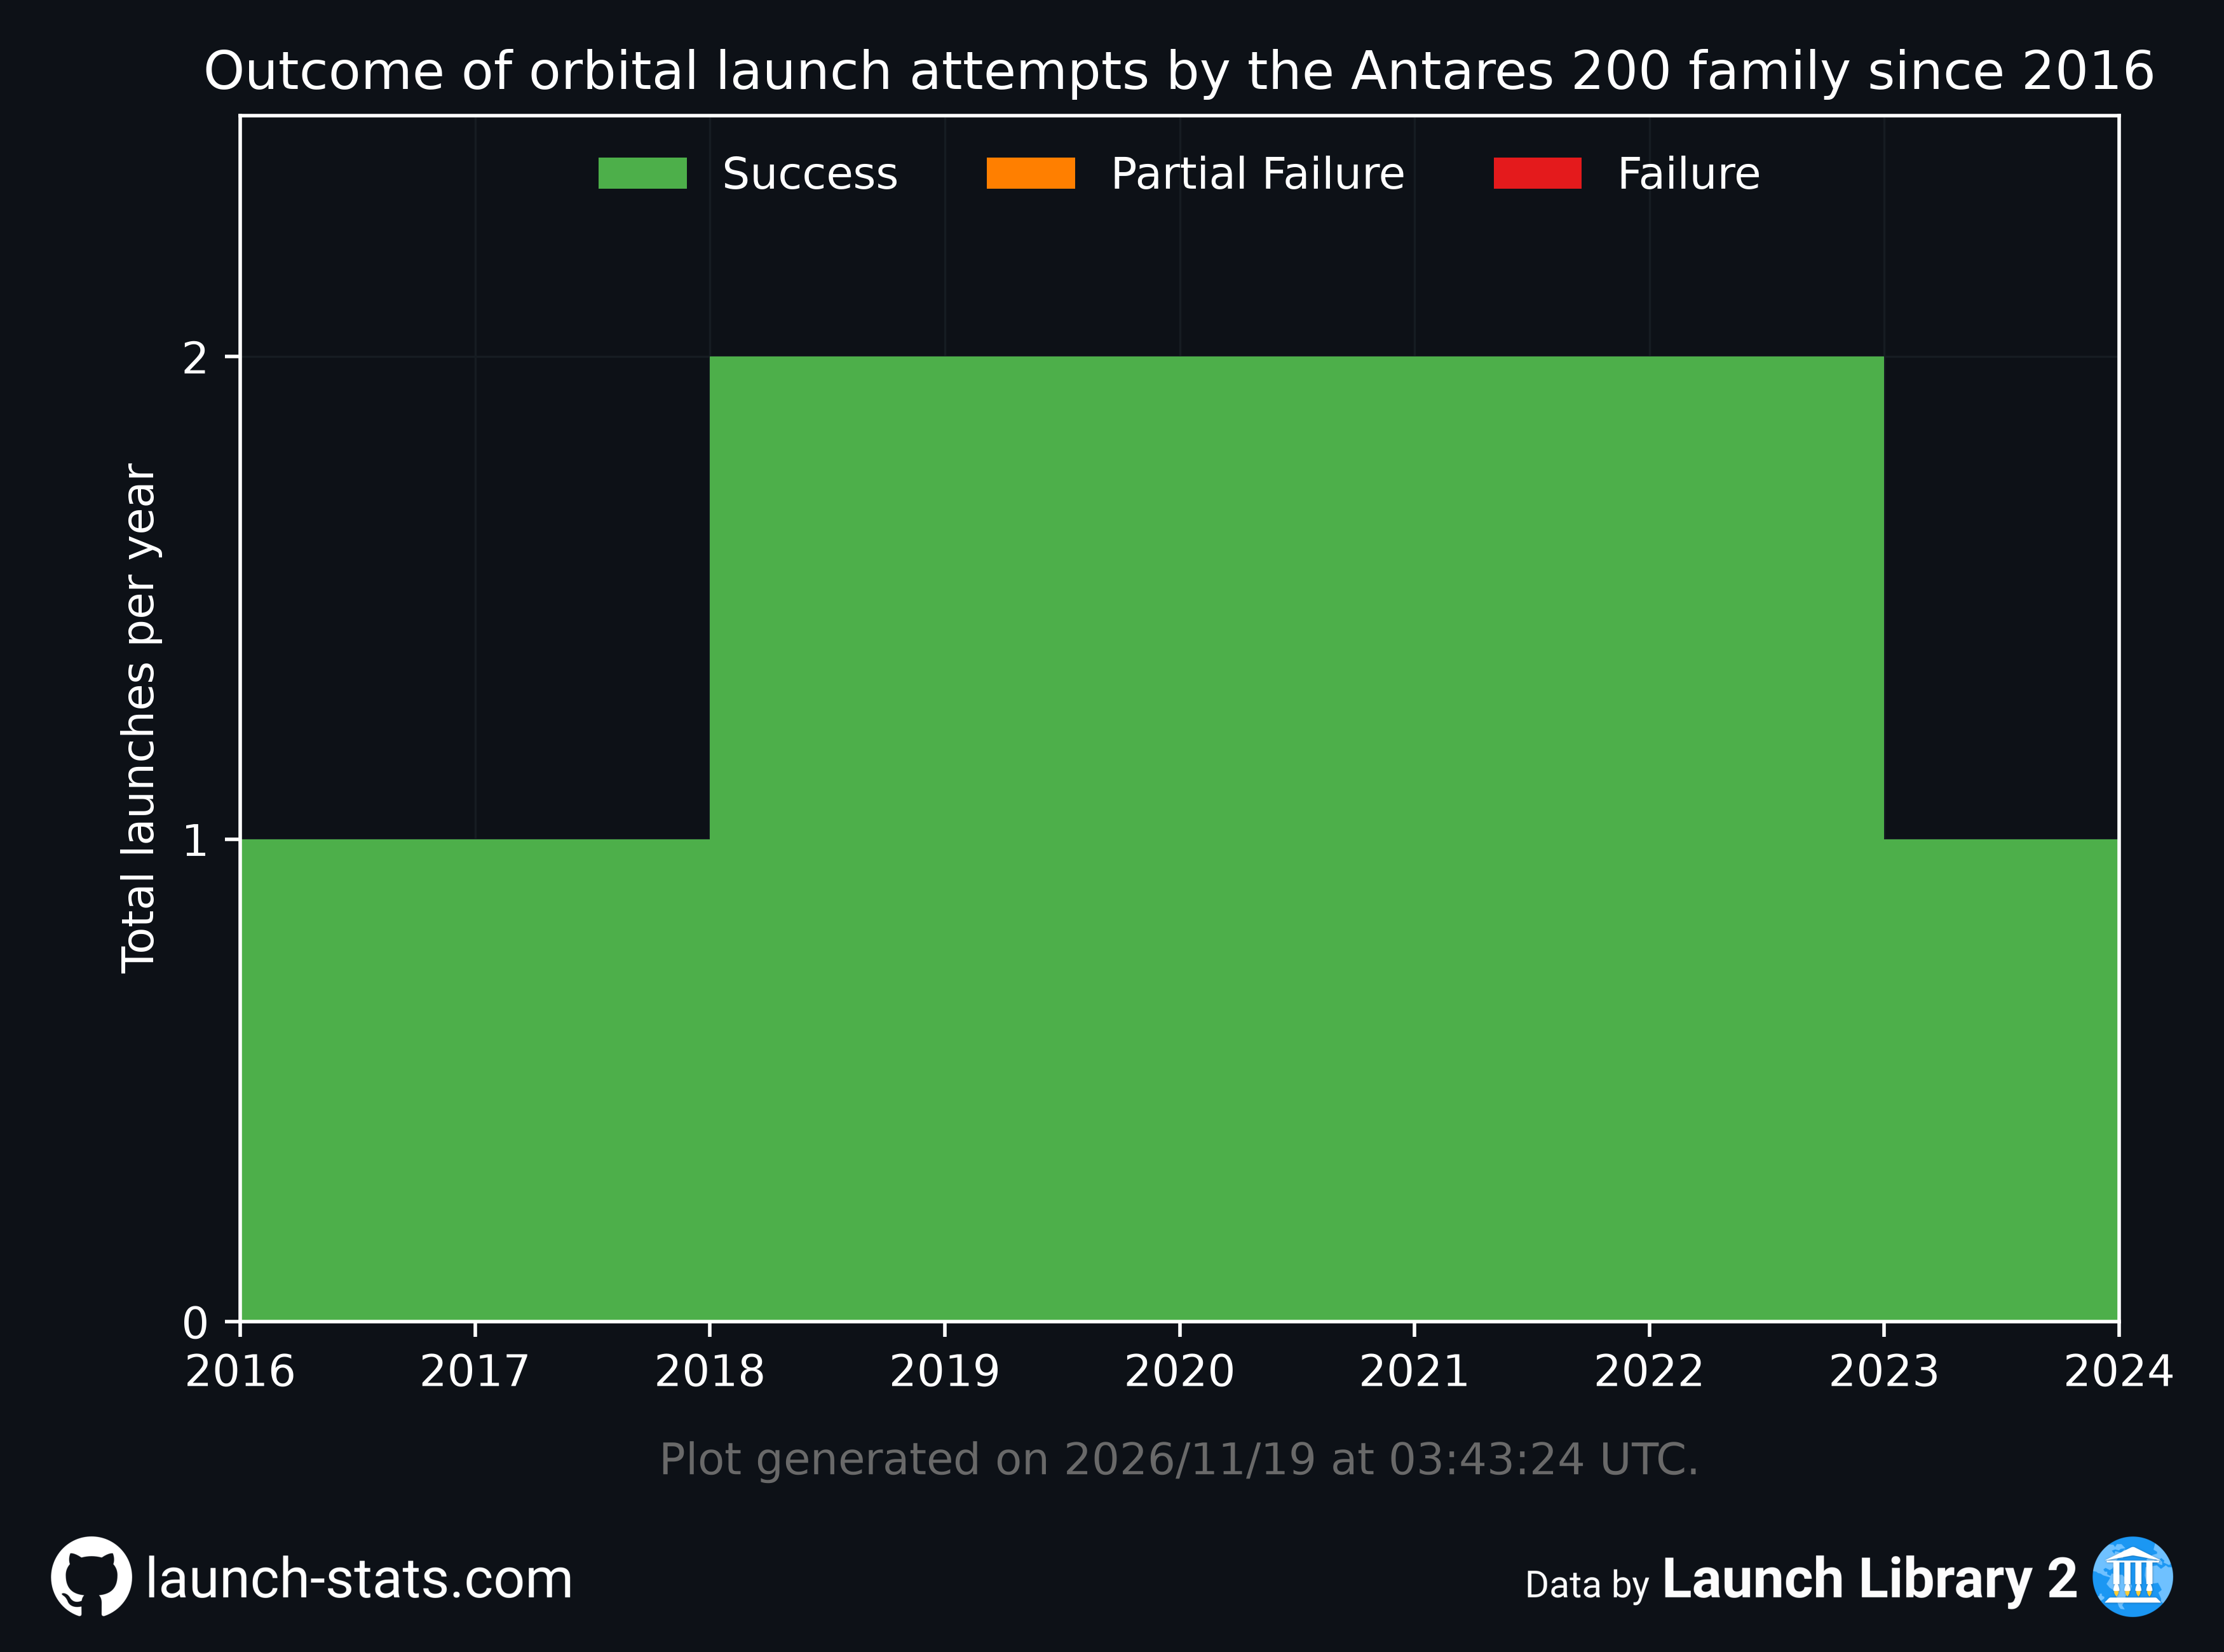 Outcome of orbital launch attempts by the Antares 200 family since 2016
Success Partial Failure Failure
Total launches per year
2
1
0
2016 2017 2018 2019 2020 2021 2022 2023 2024
Plot generated on 2026/11/19 at 03:43:24 UTC.
launch-stats.com
Data by Launch Library 2